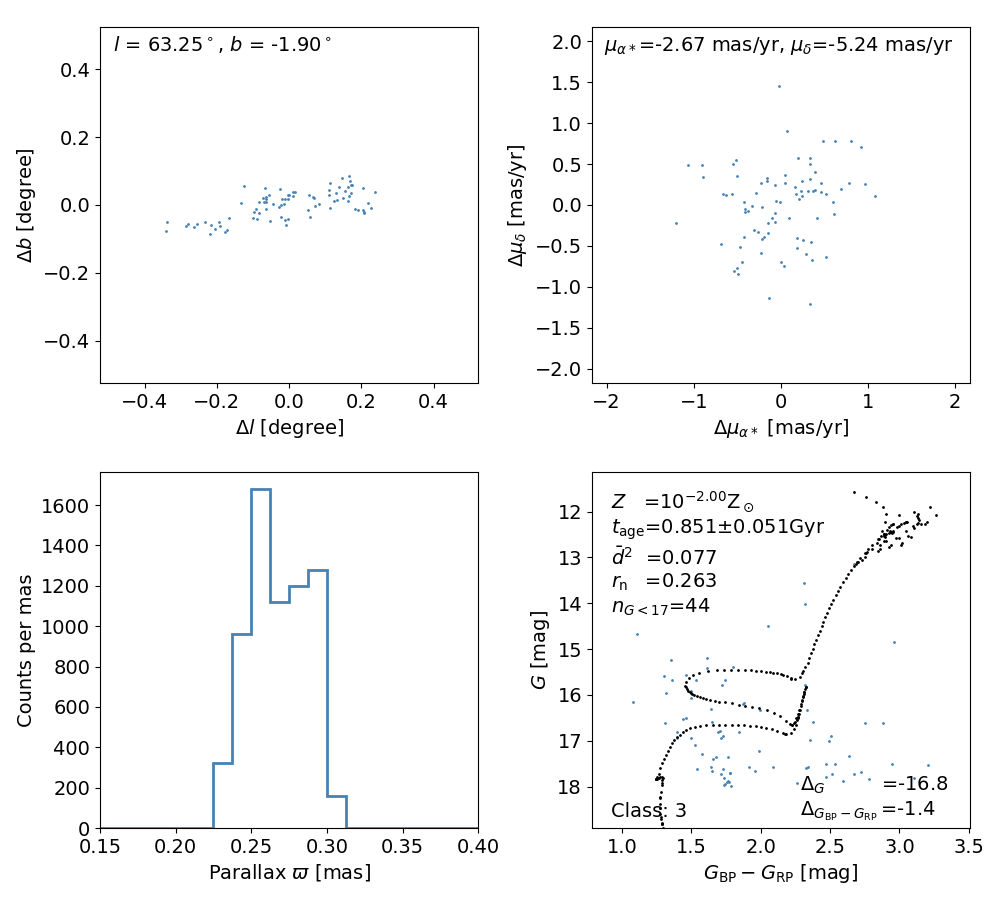 l = 63.25°, b = -1.90°
0.4
0.2
0.0
−0.2
−0.4
Δb [degree]
−0.4 −0.2 0.0 0.2 0.4
Δl [degree]
μα*=-2.67 mas/yr, μδ=-5.24 mas/yr
2.0
1.5
1.0
0.5
0.0
−0.5
−1.0
−1.5
−2.0
Δμδ [mas/yr]
−2 −1 0 1 2
Δμα* [mas/yr]
1600
1400
1200
1000
800
600
400
200
0
Counts per mas
0.15 0.20 0.25 0.30 0.35 0.40
Parallax ϖ [mas]
Z =10^−2.00 Z⊙
t_age=0.851±0.051Gyr
d̄² =0.077
r_n =0.263
n_G<17=44
Δ_G =-16.8
Δ_GBP−GRP=-1.4
Class: 3
12
13
14
15
16
17
18
G [mag]
1.0 1.5 2.0 2.5 3.0 3.5
G_BP − G_RP [mag]